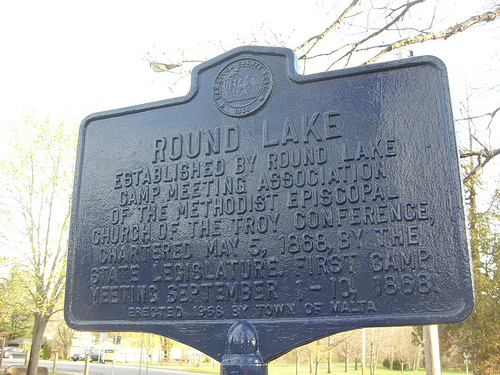 ROUND LAKE
ESTABLISHED BY ROUND LAKE
CAMP MEETING ASSOCIATION
OF THE METHODIST EPISCOPAL
CHURCH OF THE TROY CONFERENCE,
CHARTERED MAY 5, 1868, BY THE
STATE LEGISLATURE. FIRST CAMP
MEETING SEPTEMBER 1-10, 1868.
ERECTED 1968 BY TOWN OF MALTA